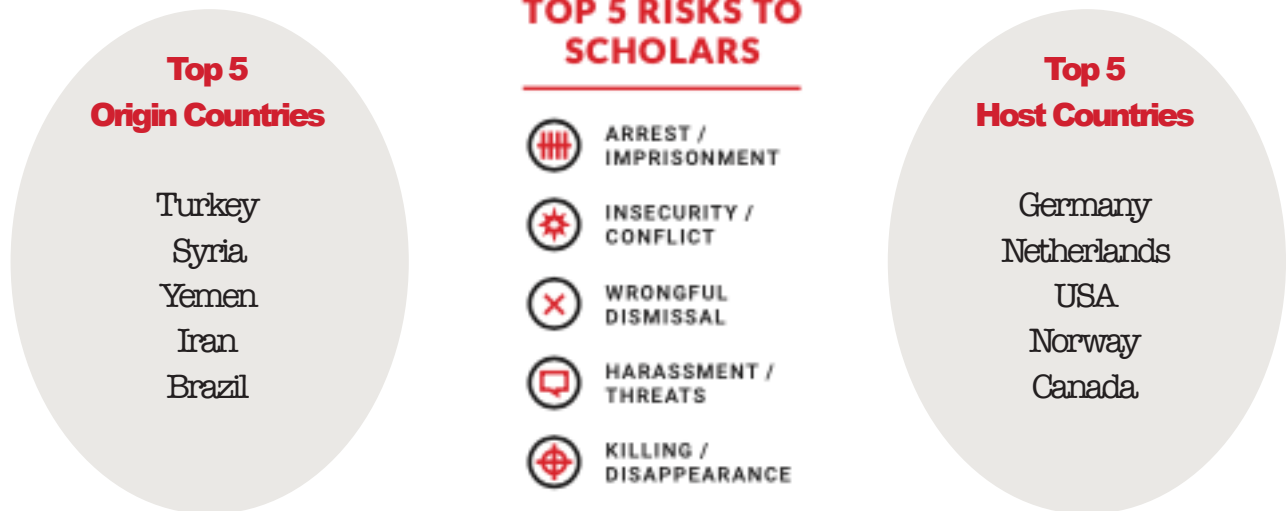 Top 5
Origin Countries
Turkey
Syria
Yemen
Iran
Brazil
TOP 5 RISKS TO
SCHOLARS
ARREST /
IMPRISONMENT
INSECURITY /
CONFLICT
WRONGFUL
DISMISSAL
HARASSMENT /
THREATS
KILLING /
DISAPPEARANCE
Top 5
Host Countries
Germany
Netherlands
USA
Norway
Canada